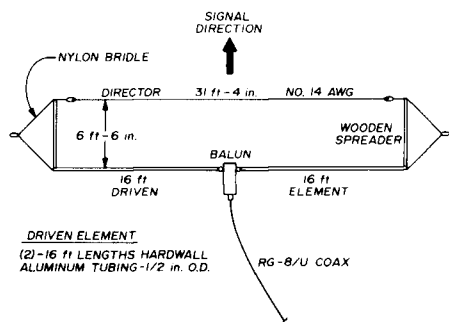 SIGNAL
DIRECTION
NYLON BRIDLE
DIRECTOR 31 ft-4 in. NO. 14 AWG
6 ft-6 in.
WOODEN
SPREADER
BALUN
16 ft
DRIVEN
16 ft
ELEMENT
DRIVEN ELEMENT
(2)-16 ft LENGTHS HARDWALL
ALUMINUM TUBING-1/2 in. O.D.
RG-8/U COAX